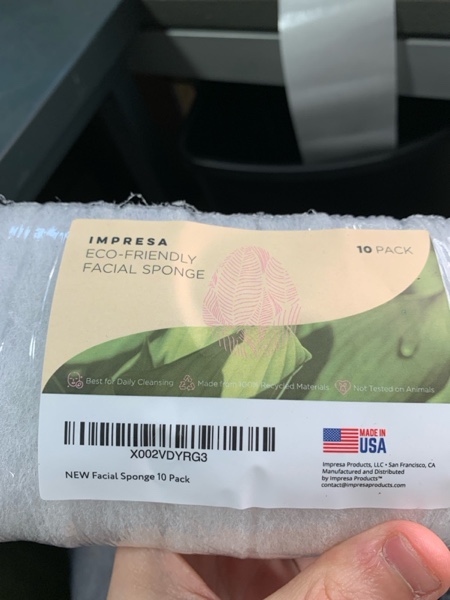 IMPRESA
ECO-FRIENDLY
FACIAL SPONGE
10 PACK
Best for Daily Cleansing
Made from 100% Recycled Materials
Not Tested on Animals
X002VDYRG3
NEW Facial Sponge 10 Pack
MADE IN
USA
Impresa Products, LLC • San Francisco, CA
Manufactured and Distributed
by Impresa Products™
contact@impresaproducts.com